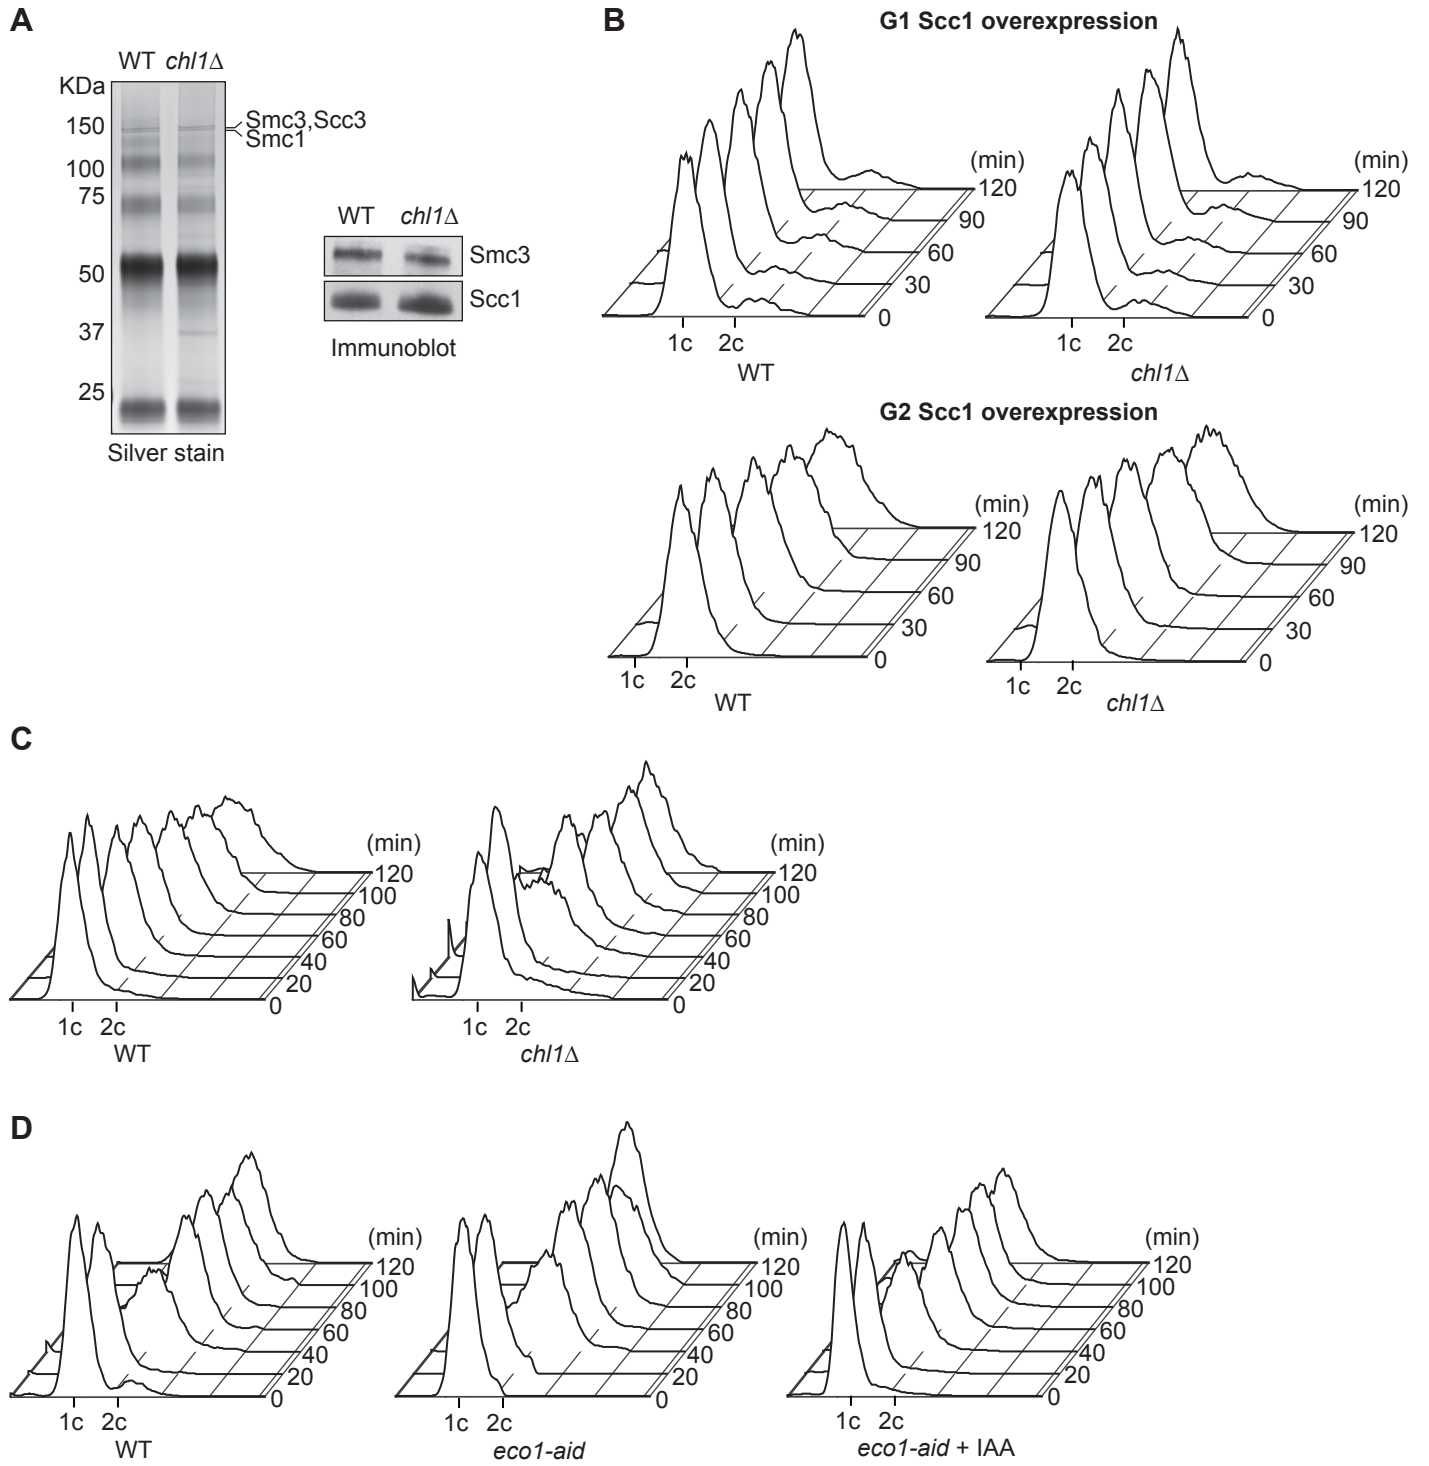 A
WT chl1Δ
KDa
150
100
75
50
37
25
Smc3,Scc3
Smc1
Silver stain
WT chl1Δ
Smc3
Scc1
Immunoblot
B
G1 Scc1 overexpression
(min)
120
90
60
30
0
1c 2c
WT
(min)
120
90
60
30
0
1c 2c
chl1Δ
G2 Scc1 overexpression
(min)
120
90
60
30
0
1c 2c
WT
(min)
120
90
60
30
0
1c 2c
chl1Δ
C
(min)
120
100
80
60
40
20
0
1c 2c
WT
(min)
120
100
80
60
40
20
0
1c 2c
chl1Δ
D
(min)
120
100
80
60
40
20
0
1c 2c
WT
(min)
120
100
80
60
40
20
0
1c 2c
eco1-aid
(min)
120
100
80
60
40
20
0
1c 2c
eco1-aid + IAA